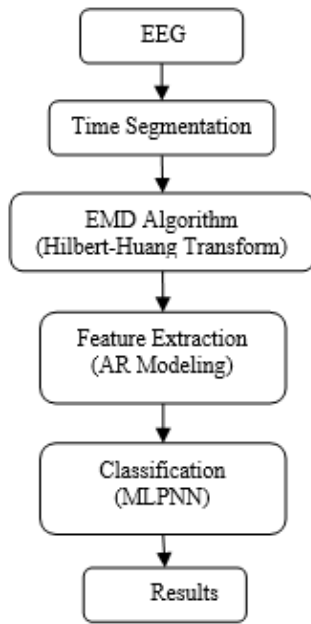 EEG
Time Segmentation
EMD Algorithm
(Hilbert-Huang Transform)
Feature Extraction
(AR Modeling)
Classification
(MLPNN)
Results